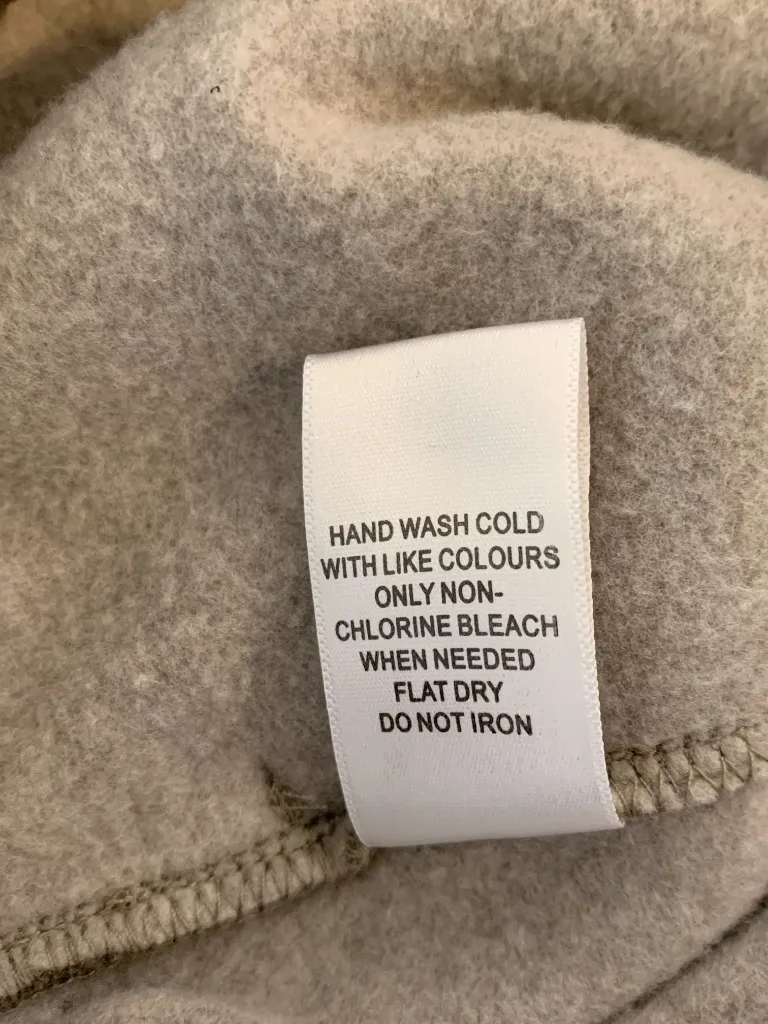 HAND WASH COLD
WITH LIKE COLOURS
ONLY NON-
CHLORINE BLEACH
WHEN NEEDED
FLAT DRY
DO NOT IRON